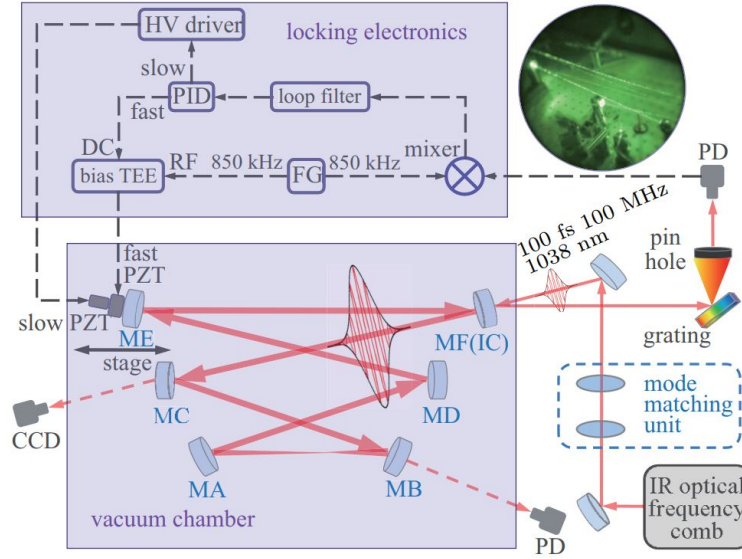 HV driver
locking electronics
slow
PID
loop filter
fast
DC
mixer
bias TEE
RF
850 kHz
FG
850 kHz
PD
100 fs 100 MHz
1038 nm
pin
hole
fast
PZT
slow
PZT
ME
MF(IC)
grating
stage
MC
MD
mode
matching
unit
CCD
MA
MB
IR optical
frequency
comb
vacuum chamber
PD